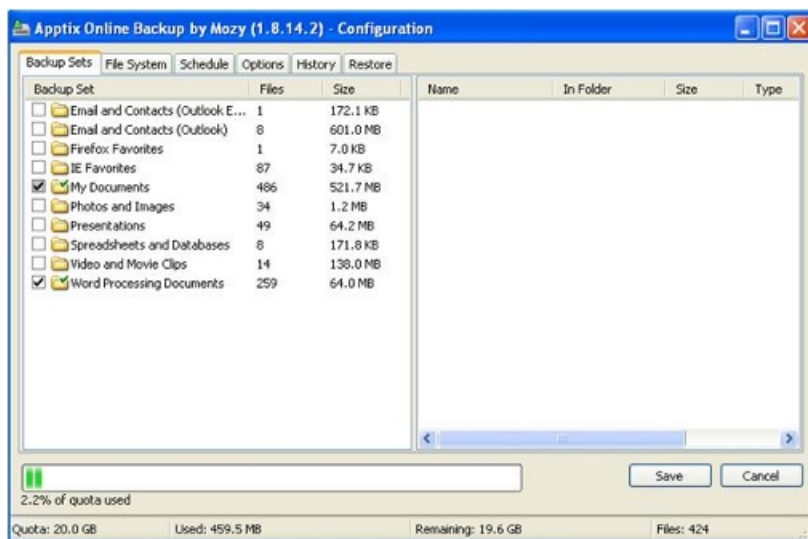 Apptix Online Backup by Mozy (1.8.14.2) - Configuration
Backup Sets File System Schedule Options History Restore
Backup Set Files Size Name In Folder Size Type
Email and Contacts (Outlook E... 1 172.1 KB
Email and Contacts (Outlook) 8 601.0 MB
Firefox Favorites 1 7.0 KB
IE Favorites 87 34.7 KB
My Documents 486 521.7 MB
Photos and Images 34 1.2 MB
Presentations 49 64.2 MB
Spreadsheets and Databases 8 171.8 KB
Video and Movie Clips 14 138.0 MB
Word Processing Documents 259 64.0 MB
Save Cancel
2.2% of quota used
Quota: 20.0 GB Used: 459.5 MB Remaining: 19.6 GB Files: 424